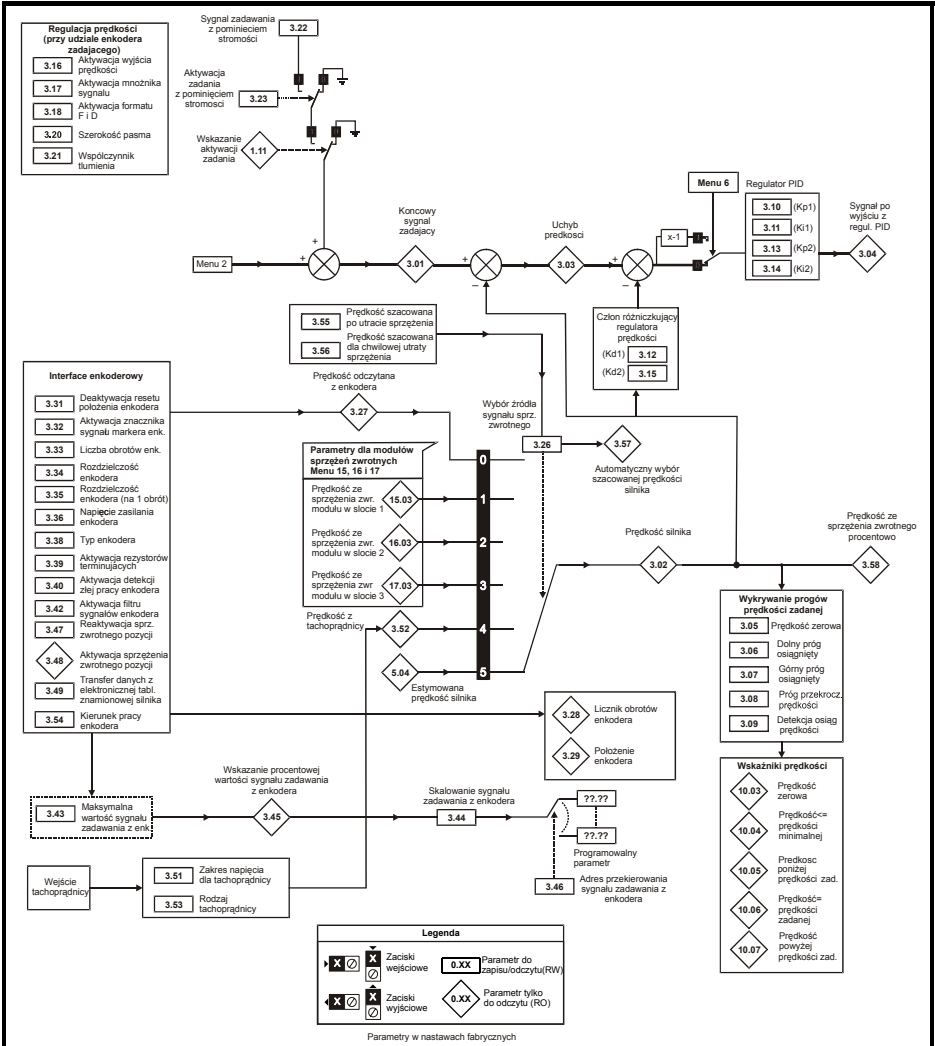 Regulacja prędkości
(przy udziale enkodera
zadajacego)
3.16 Aktywacja wyjścia
prędkości
3.17 Aktywacja mnożnika
sygnału
3.18 Aktywacja formatu
F i D
3.20 Szerokość pasma
3.21 Współczynnik
tlumienia
Sygnal zadawania
z pominieciem
stromości
3.22
Aktywacja
zadania
z pominięciem
stromosci
3.23
Wskazanie
aktywacji
zadania
1.11
Menu 2
+
+
Koncowy
sygnal
zadajacy
3.01
+
–
Uchyb
predkosci
3.03
+
–
x-1
Menu 6
Regulator PID
3.10 (Kp1)
3.11 (Ki1)
3.13 (Kp2)
3.14 (Ki2)
Sygnał po
wyjściu z
regul. PID
3.04
3.55 Prędkość szacowana
po utracie sprzężenia
3.56 Prędkość szacowana
dla chwilowej utraty
sprzężenia
Człon różniczkujący
regulatora
prędkości
(Kd1) 3.12
(Kd2) 3.15
Interface enkoderowy
3.31 Deaktywacja resetu
położenia enkodera
3.32 Aktywacja znacznika
sygnału markera enk.
3.33 Liczba obrotów enk.
3.34 Rozdzielczość
enkodera
3.35 Rozdzielczość
enkodera (na 1 obrót)
3.36 Napięcie zasilania
enkodera
3.38 Typ enkodera
3.39 Aktywacja rezystorów
terminujących
3.40 Aktywacja detekcji
złej pracy enkodera
3.42 Aktywacja filtru
sygnałów enkodera
3.47 Reaktywacja sprz.
zwrotnego pozycji
3.48 Aktywacja sprzężenia
zwrotnego pozycji
3.49 Transfer danych z
elektronicznej tabl.
znamionowej silnika
3.54 Kierunek pracy
enkodera
Prędkość odczytana
z enkodera
3.27
Wybór źródła
sygnału sprz.
zwrotnego
3.26
3.57
Automatyczny wybór
szacowanej prędkości
silnika
Parametry dla modułów
sprzężeń zwrotnych
Menu 15, 16 i 17
Prędkość ze
sprzężenia zwr.
modułu w slocie 1
15.03
Prędkość ze
sprzężenia zwr.
modułu w slocie 2
16.03
Prędkość ze
sprzężenia zwr
modułu w slocie 3
17.03
Prędkość z
tachoprądnicy
3.52
5.04
Estymowana
prędkość silnika
0
1
2
3
4
5
Prędkość silnika
3.02
Prędkość ze
sprzężenia zwrotnego
procentowo
3.58
Wykrywanie progów
prędkości zadanej
3.05 Prędkość zerowa
3.06 Dolny próg
osiągnięty
3.07 Górny próg
osiągnięty
3.08 Próg przekrocz.
prędkości
3.09 Detekcja osiąg
prędkości
3.28 Licznik obrotów
enkodera
3.29 Położenie
enkodera
Wskaźniki prędkości
10.03 Prędkość
zerowa
10.04 Prędkość<=
prędkości
minimalnej
10.05 Predkosc
poniżej
prędkości zad.
10.06 Prędkość=
prędkości
zadanej
10.07 Prędkość
powyżej
prędkości zad.
3.43 Maksymalna
wartość sygnału
zadawania z enk
Wskazanie procentowej
wartości sygnału zadawania
z enkodera
3.45
Skalowanie sygnału
zadawania z enkodera
3.44
??.??
??.??
Programowalny
parametr
3.46 Adres przekierowania
sygnału zadawania z
enkodera
Wejście
tachoprądnicy
3.51 Zakres napięcia
dla tachoprądnicy
3.53 Rodzaj
tachoprądnicy
Legenda
X X Zaciski
wejściowe
0.XX Parametr do
zapisu/odczytu(RW)
X X Zaciski
wyjściowe
0.XX Parametr tylko
do odczytu (RO)
Parametry w nastawach fabrycznych